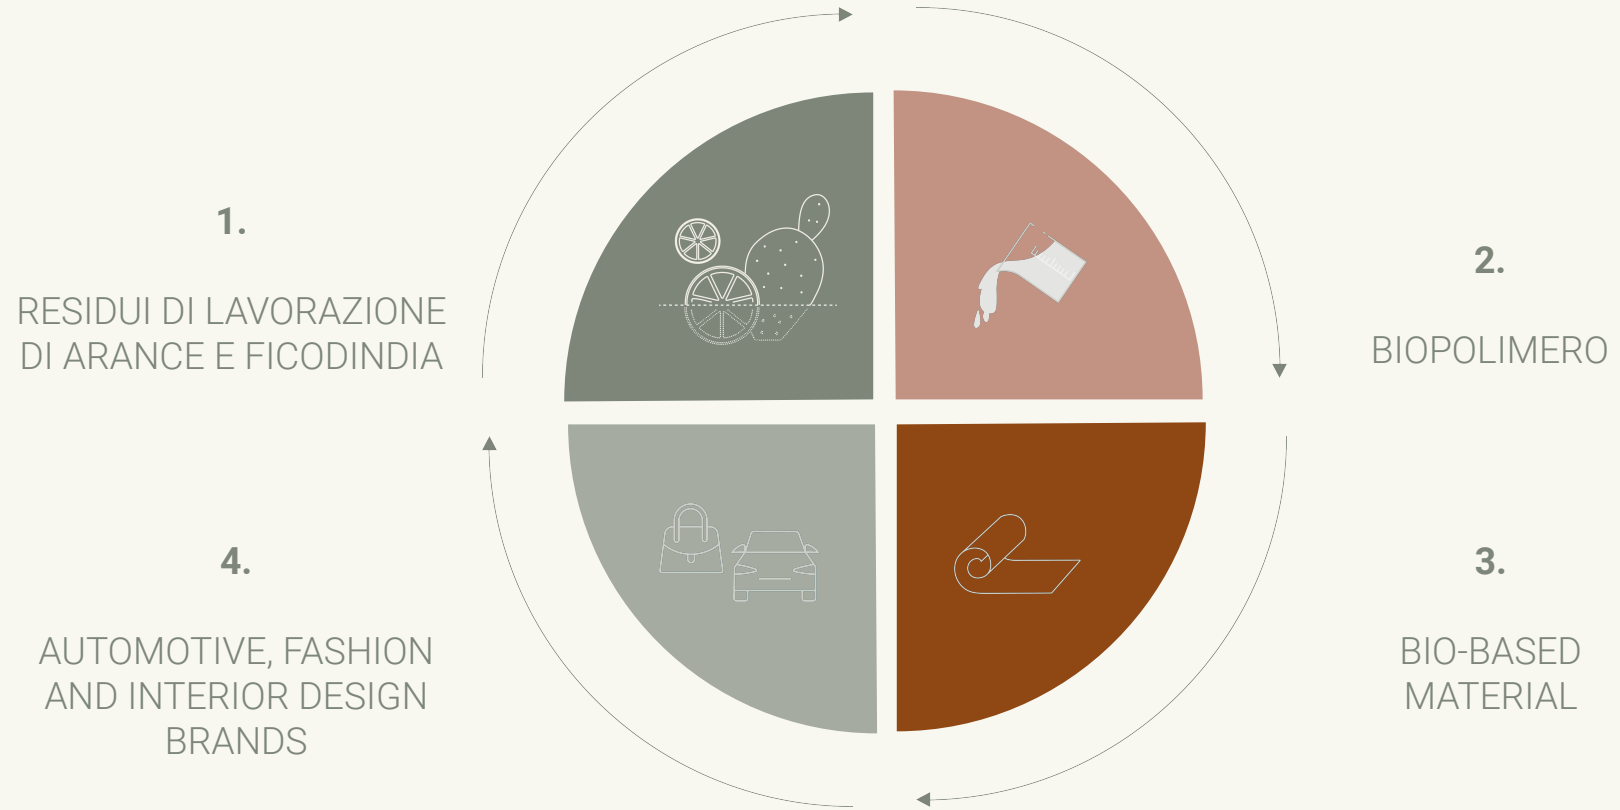 1.
RESIDUI DI LAVORAZIONE
DI ARANCE E FICODINDIA
2.
BIOPOLIMERO
3.
BIO-BASED
MATERIAL
4.
AUTOMOTIVE, FASHION
AND INTERIOR DESIGN
BRANDS